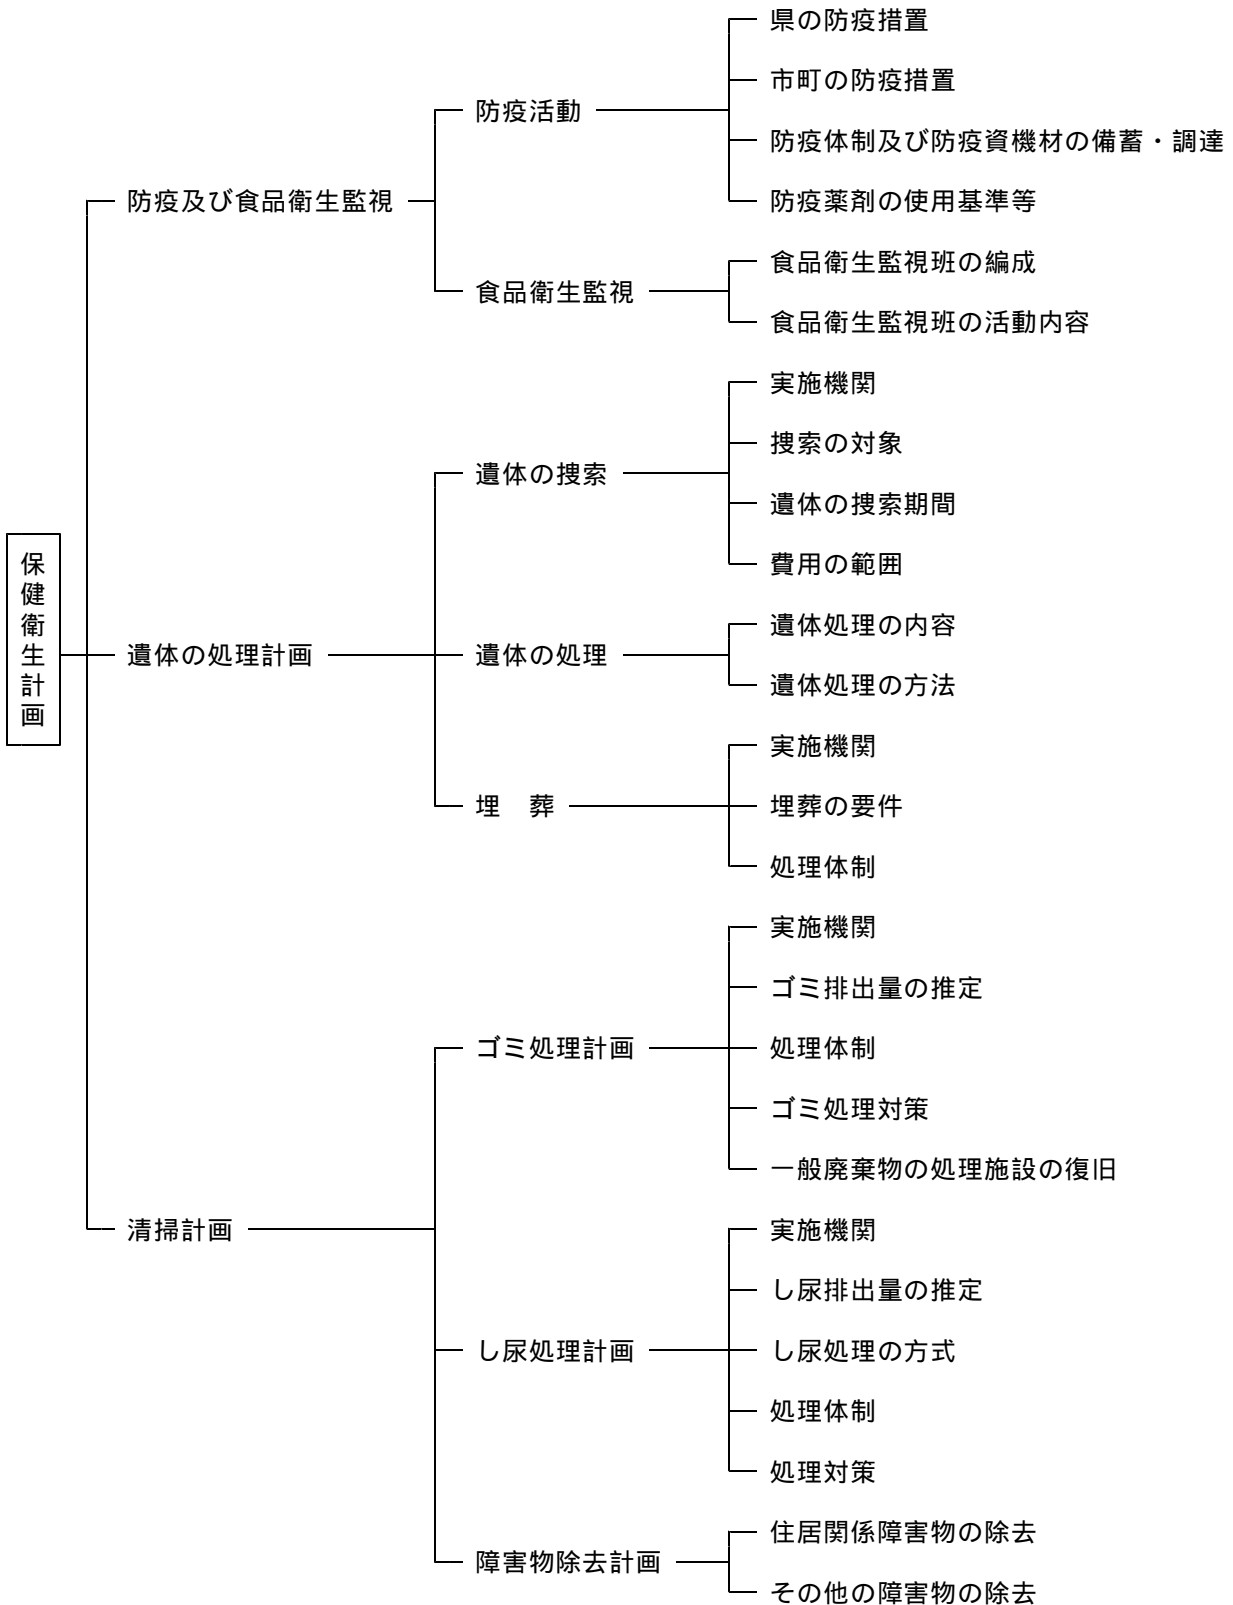 保健衛生計画
防疫及び食品衛生監視
防疫活動
県の防疫措置
市町の防疫措置
防疫体制及び防疫資機材の備蓄・調達
防疫薬剤の使用基準等
食品衛生監視
食品衛生監視班の編成
食品衛生監視班の活動内容
遺体の処理計画
遺体の捜索
実施機関
捜索の対象
遺体の捜索期間
費用の範囲
遺体の処理
遺体処理の内容
遺体処理の方法
埋　葬
実施機関
埋葬の要件
処理体制
清掃計画
ゴミ処理計画
実施機関
ゴミ排出量の推定
処理体制
ゴミ処理対策
一般廃棄物の処理施設の復旧
し尿処理計画
実施機関
し尿排出量の推定
し尿処理の方式
処理体制
処理対策
障害物除去計画
住居関係障害物の除去
その他の障害物の除去